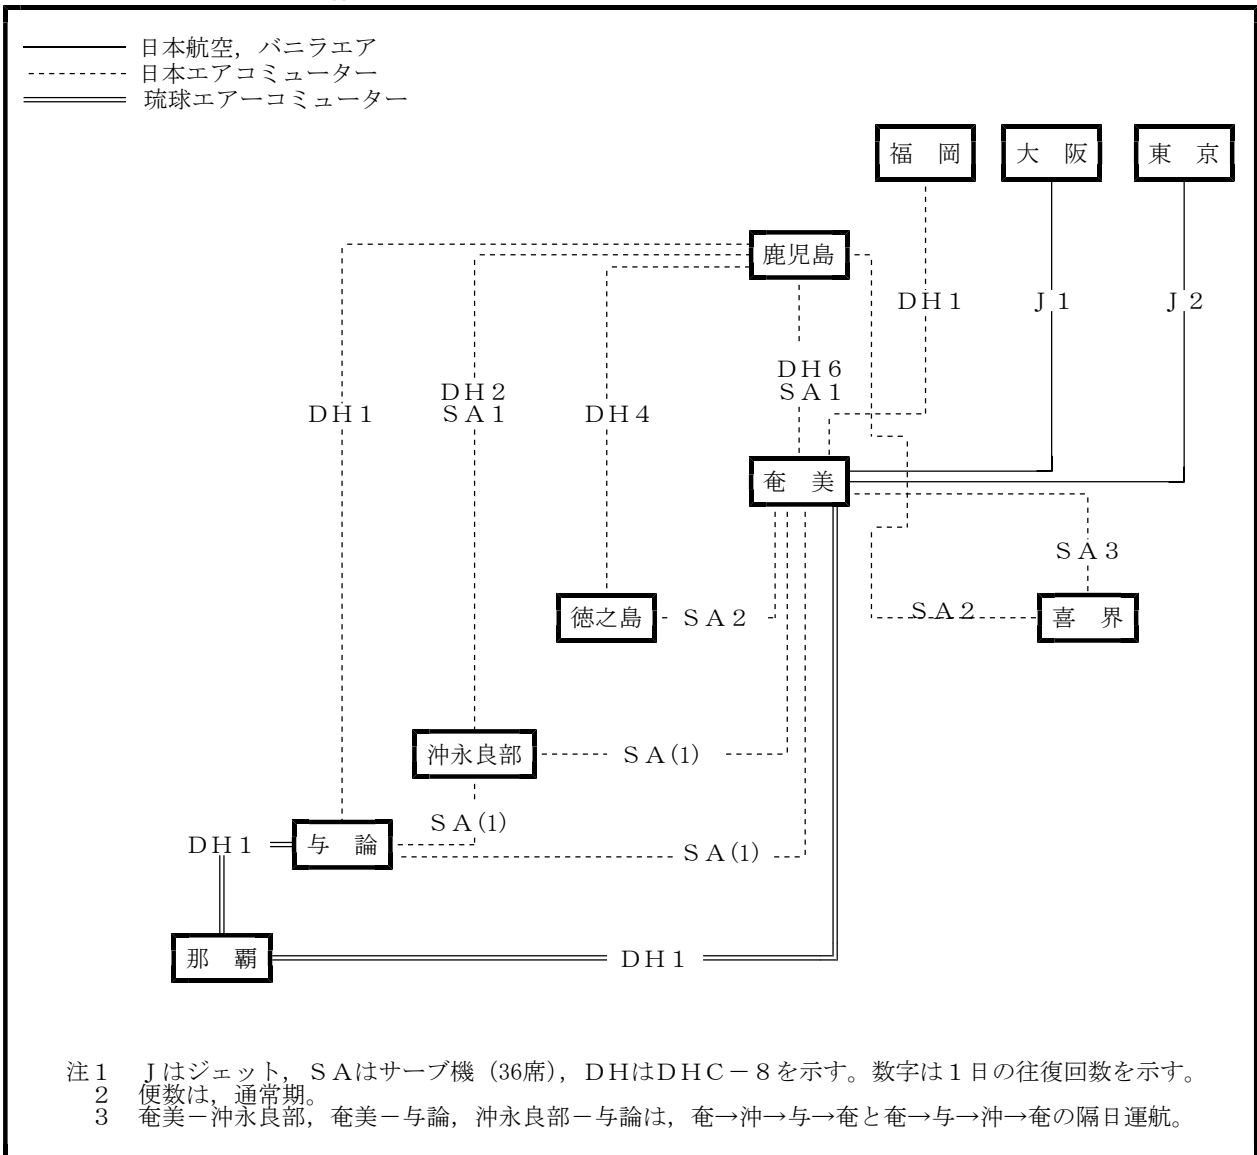 日本航空，バニラエア
日本エアコミューター
琉球エアーコミューター
福　岡
大　阪
東　京
鹿児島
ＤＨ１
Ｊ１
Ｊ２
ＤＨ６
ＳＡ１
ＤＨ２
ＳＡ１
ＤＨ１
ＤＨ４
奄　美
ＳＡ３
徳之島
ＳＡ２
ＳＡ２
喜　界
沖永良部
ＳＡ(1)
ＳＡ(1)
ＤＨ１
与　論
ＳＡ(1)
那　覇
ＤＨ１
注１　Ｊはジェット，ＳＡはサーブ機（36席），ＤＨはＤＨＣ－８を示す。数字は１日の往復回数を示す。
２　便数は，通常期。
３　奄美－沖永良部，奄美－与論，沖永良部－与論は，奄→沖→与→奄と奄→与→沖→奄の隔日運航。